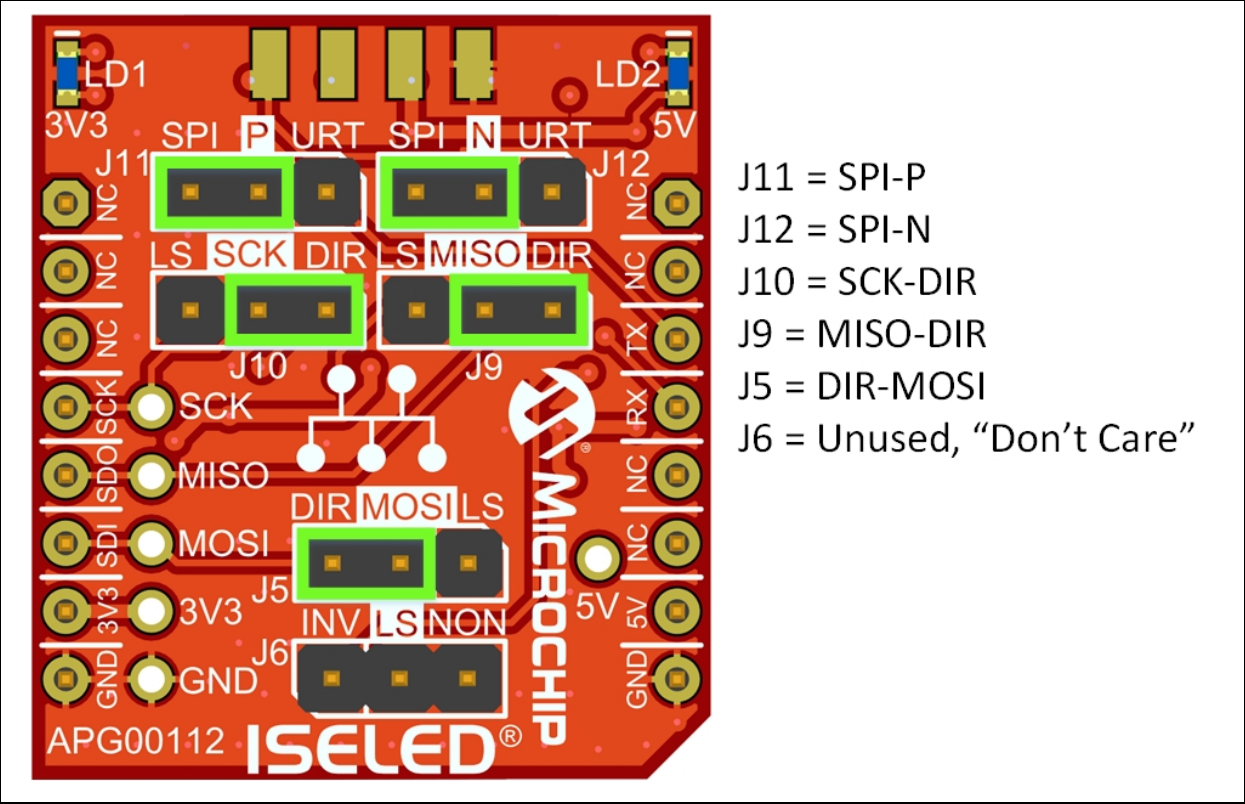 LD1
LD2
3V3
5V
SPI P URT
SPI N URT
J11
J12
NC
NC
LS SCK DIR
LS MISO DIR
NC
NC
J10
J9
NC
TX
SCK
SCK
RX
SDO
MISO
NC
DIR MOSI LS
SDI
MOSI
NC
J5
5V
3V3
3V3
INV LS NON
5V
J6
GND
GND
GND
MICROCHIP
®
APG00112
ISELED®
J11 = SPI-P
J12 = SPI-N
J10 = SCK-DIR
J9 = MISO-DIR
J5 = DIR-MOSI
J6 = Unused, “Don’t Care”